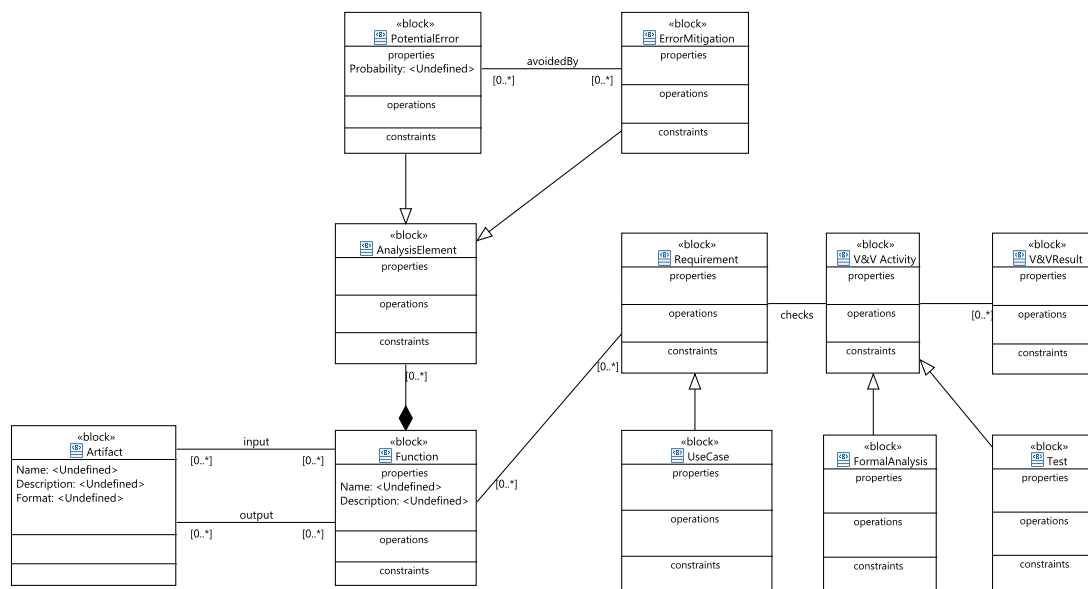 «block»
PotentialError
properties
Probability: <Undefined>
operations
constraints
avoidedBy
[0..*]
[0..*]
«block»
ErrorMitigation
properties
operations
constraints
«block»
AnalysisElement
properties
operations
constraints
[0..*]
«block»
Requirement
properties
operations
constraints
[0..*]
checks
«block»
V&V Activity
properties
operations
constraints
[0..*]
«block»
V&VResult
properties
operations
constraints
«block»
Artifact
Name: <Undefined>
Description: <Undefined>
Format: <Undefined>
input
[0..*]
[0..*]
output
[0..*]
[0..*]
«block»
Function
properties
Name: <Undefined>
Description: <Undefined>
operations
constraints
[0..*]
«block»
UseCase
properties
operations
constraints
«block»
FormalAnalysis
properties
operations
constraints
«block»
Test
properties
operations
constraints